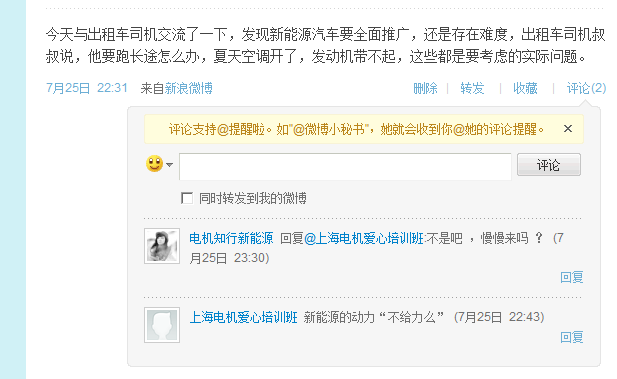 今天与出租车司机交流了一下，发现新能源汽车要全面推广，还是存在难度，出租车司机叔
叔说，他要跑长途怎么办，夏天空调开了，发动机带不起，这些都是要考虑的实际问题。
7月25日 22:31 来自新浪微博 删除 | 转发 | 收藏 | 评论(2)
评论支持@提醒啦。如"@微博小秘书"，她就会收到你@她的评论提醒。 ×
评论
同时转发到我的微博
电机知行新能源 回复@上海电机爱心培训班:不是吧 ，慢慢来吗 ？ (7
月25日 23:30)
回复
上海电机爱心培训班 新能源的动力“不给力么” (7月25日 22:43)
回复